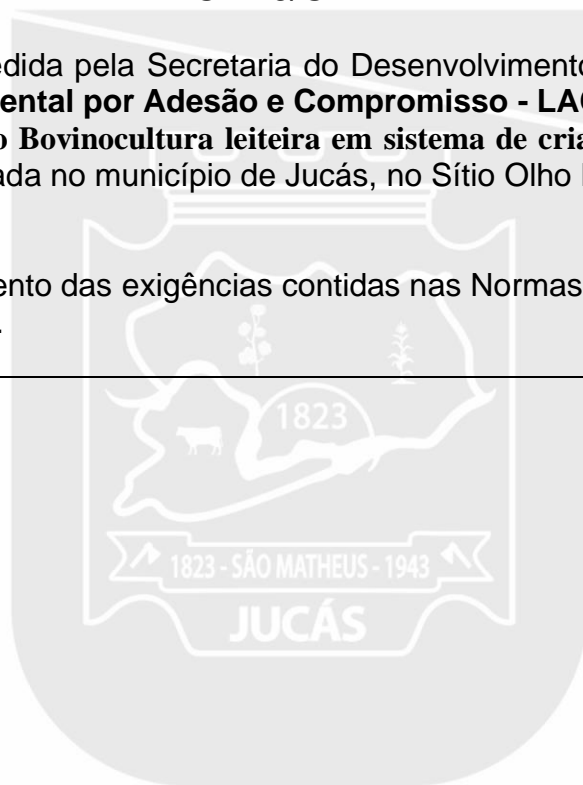 edida pela Secretaria do Desenvolvimento
ental por Adesão e Compromisso - LAC
o Bovinocultura leiteira em sistema de cria
ada no município de Jucás, no Sítio Olho
ento das exigências contidas nas Normas
.
1823
1823 - SÃO MATHEUS - 1943
JUCÁS